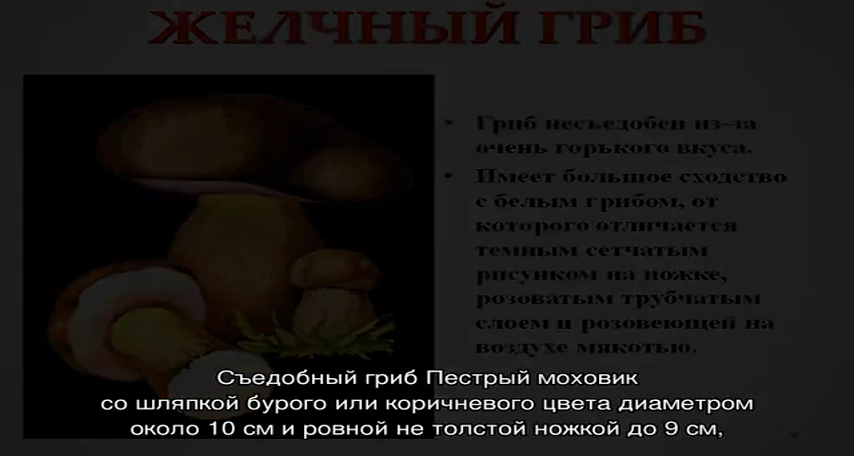 ЖЕЛЧНЫЙ ГРИБ
• Гриб несъедобен из-за
очень горького вкуса.
• Имеет большое сходство
с белым грибом, от
которого отличается
темным сетчатым
рисунком на ножке,
розоватым трубчатым
слоем и розовеющей на
воздухе мякотью.
Съедобный гриб Пестрый моховик
со шляпкой бурого или коричневого цвета диаметром
около 10 см и ровной не толстой ножкой до 9 см,